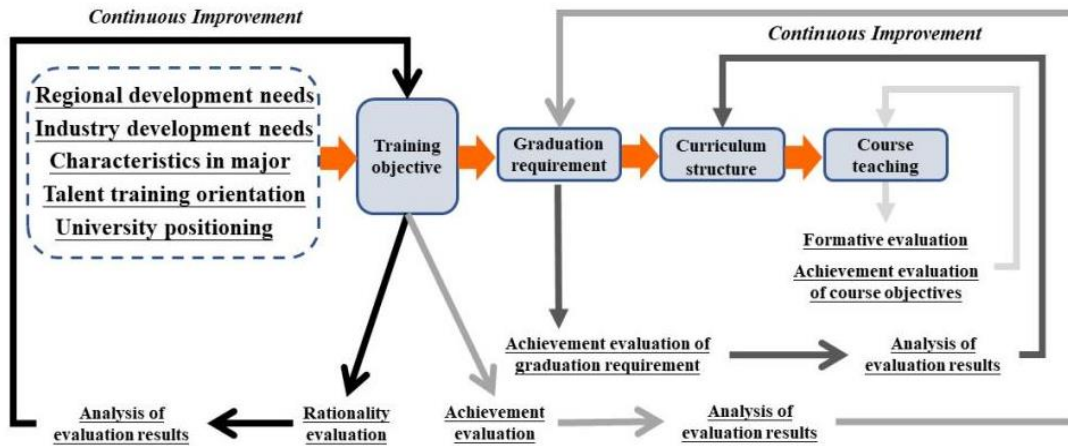 Continuous Improvement
Continuous Improvement
Regional development needs
Industry development needs
Characteristics in major
Talent training orientation
University positioning
Training
objective
Graduation
requirement
Curriculum
structure
Course
teaching
Formative evaluation
Achievement evaluation
of course objectives
Achievement evaluation of
graduation requirement
Analysis of
evaluation results
Analysis of
evaluation results
Rationality
evaluation
Achievement
evaluation
Analysis of
evaluation results